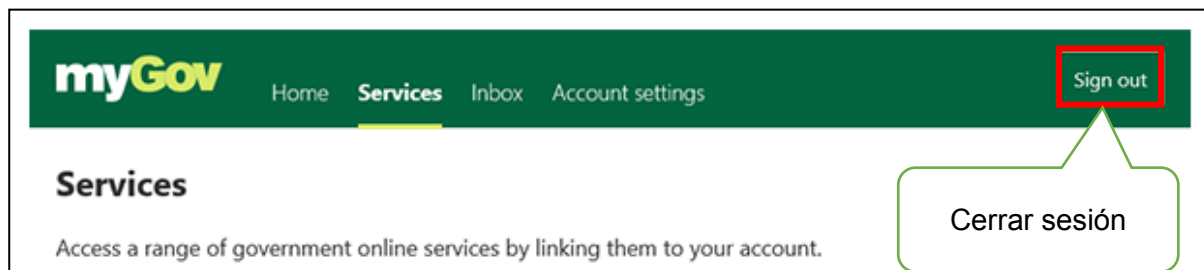 myGov Home Services Inbox Account settings Sign out
Services
Cerrar sesión
Access a range of government online services by linking them to your account.